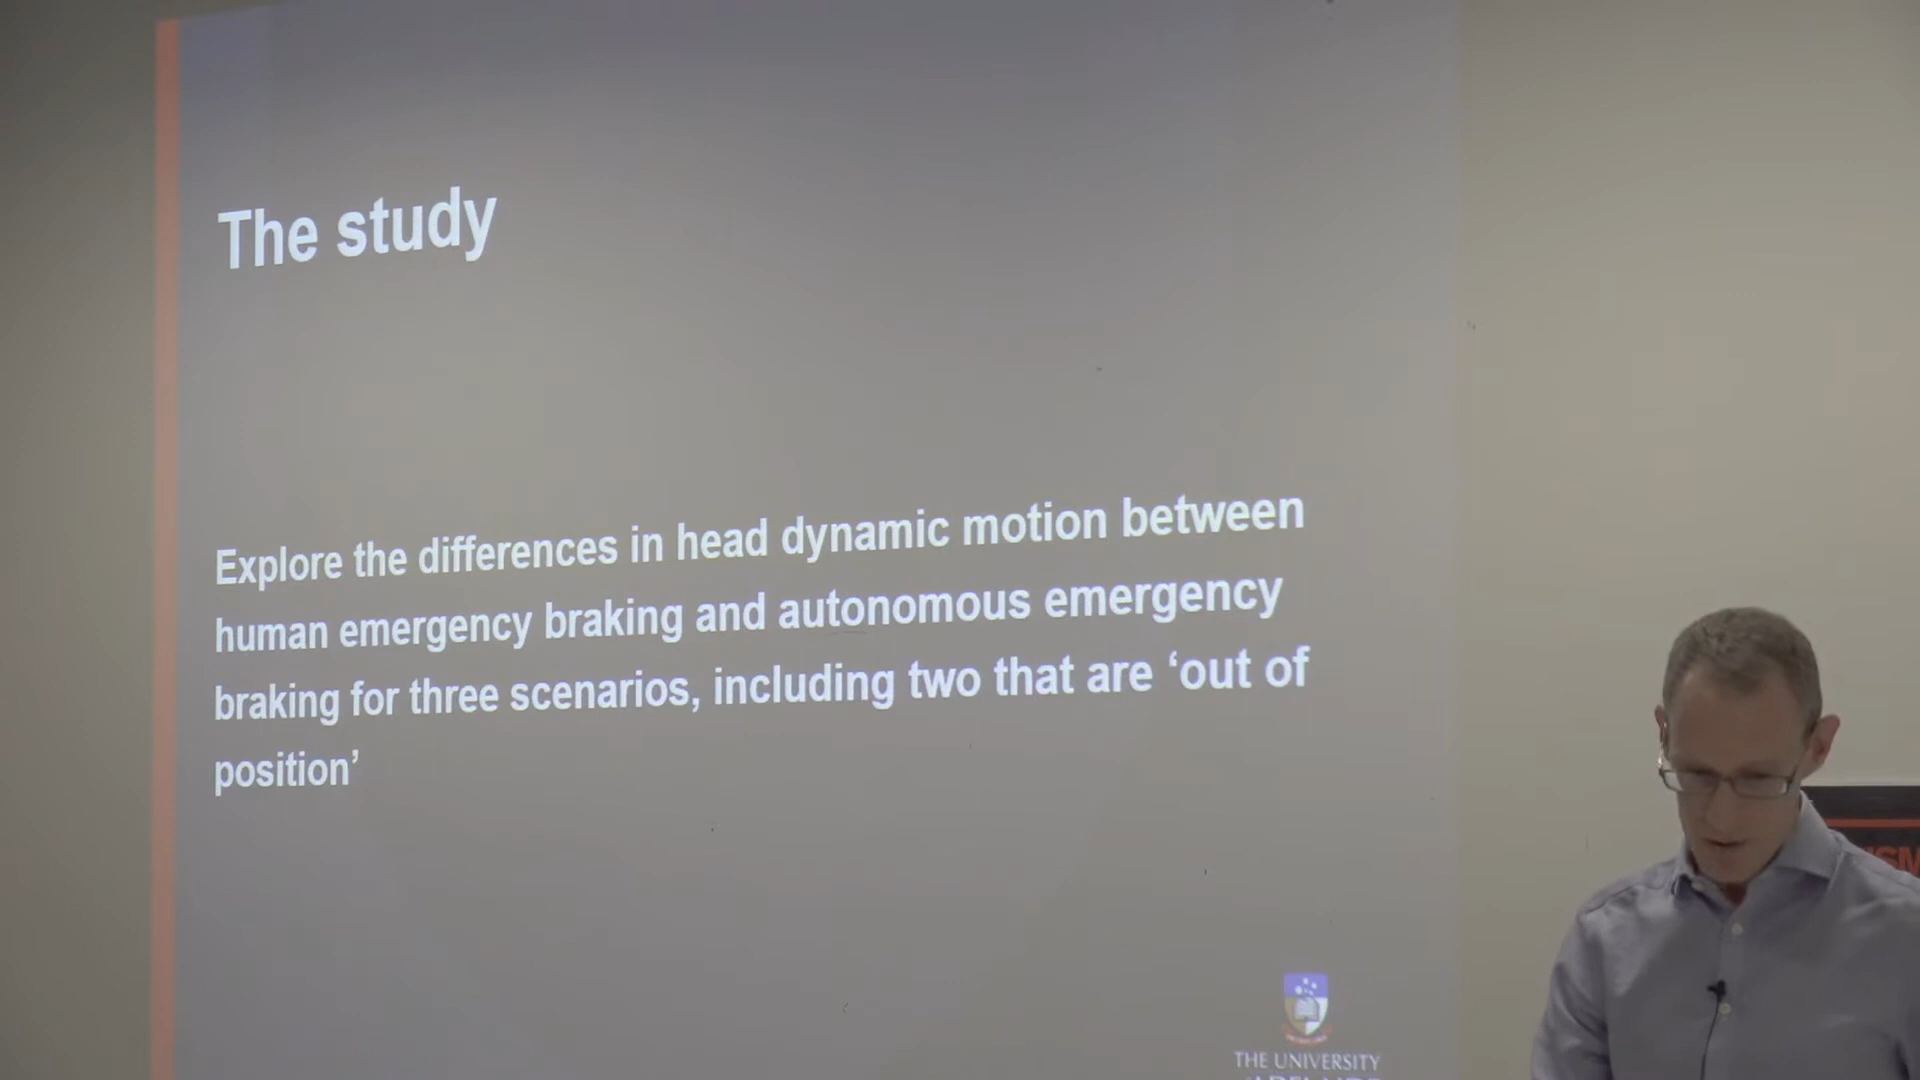 The study
Explore the differences in head dynamic motion between
human emergency braking and autonomous emergency
braking for three scenarios, including two that are ‘out of
position’
THE UNIVERSITY